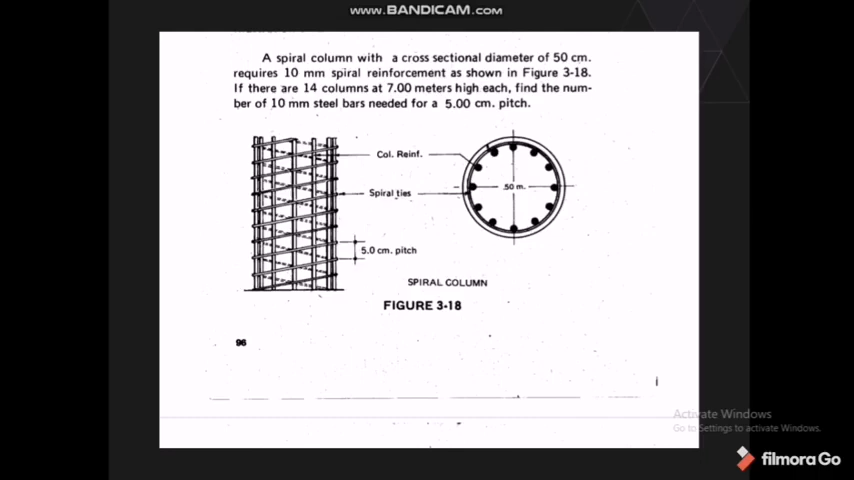 WWW.BANDICAM.COM
A spiral column with a cross sectional diameter of 50 cm.
requires 10 mm spiral reinforcement as shown in Figure 3-18.
If there are 14 columns at 7.00 meters high each, find the num-
ber of 10 mm steel bars needed for a 5.00 cm. pitch.
Col. Reinf.
.50 m.
Spiral ties
5.0 cm. pitch
SPIRAL COLUMN
FIGURE 3-18
96
Activate Windows
Go to Settings to activate Windows.
filmora Go